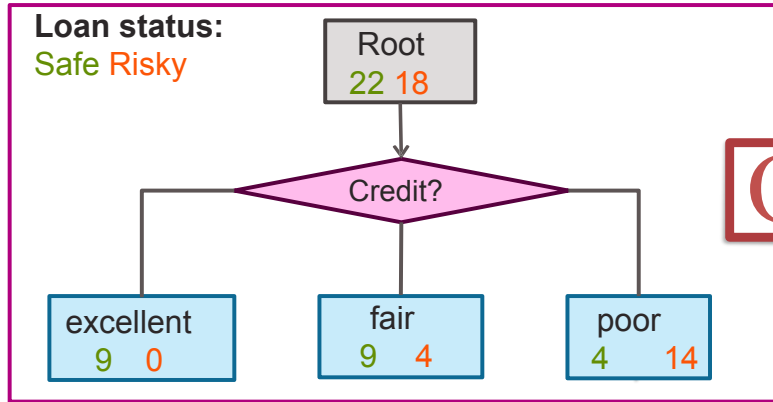 Loan status:
Safe Risky
Root
22 18
Credit?
excellent
9 0
fair
9 4
poor
4 14